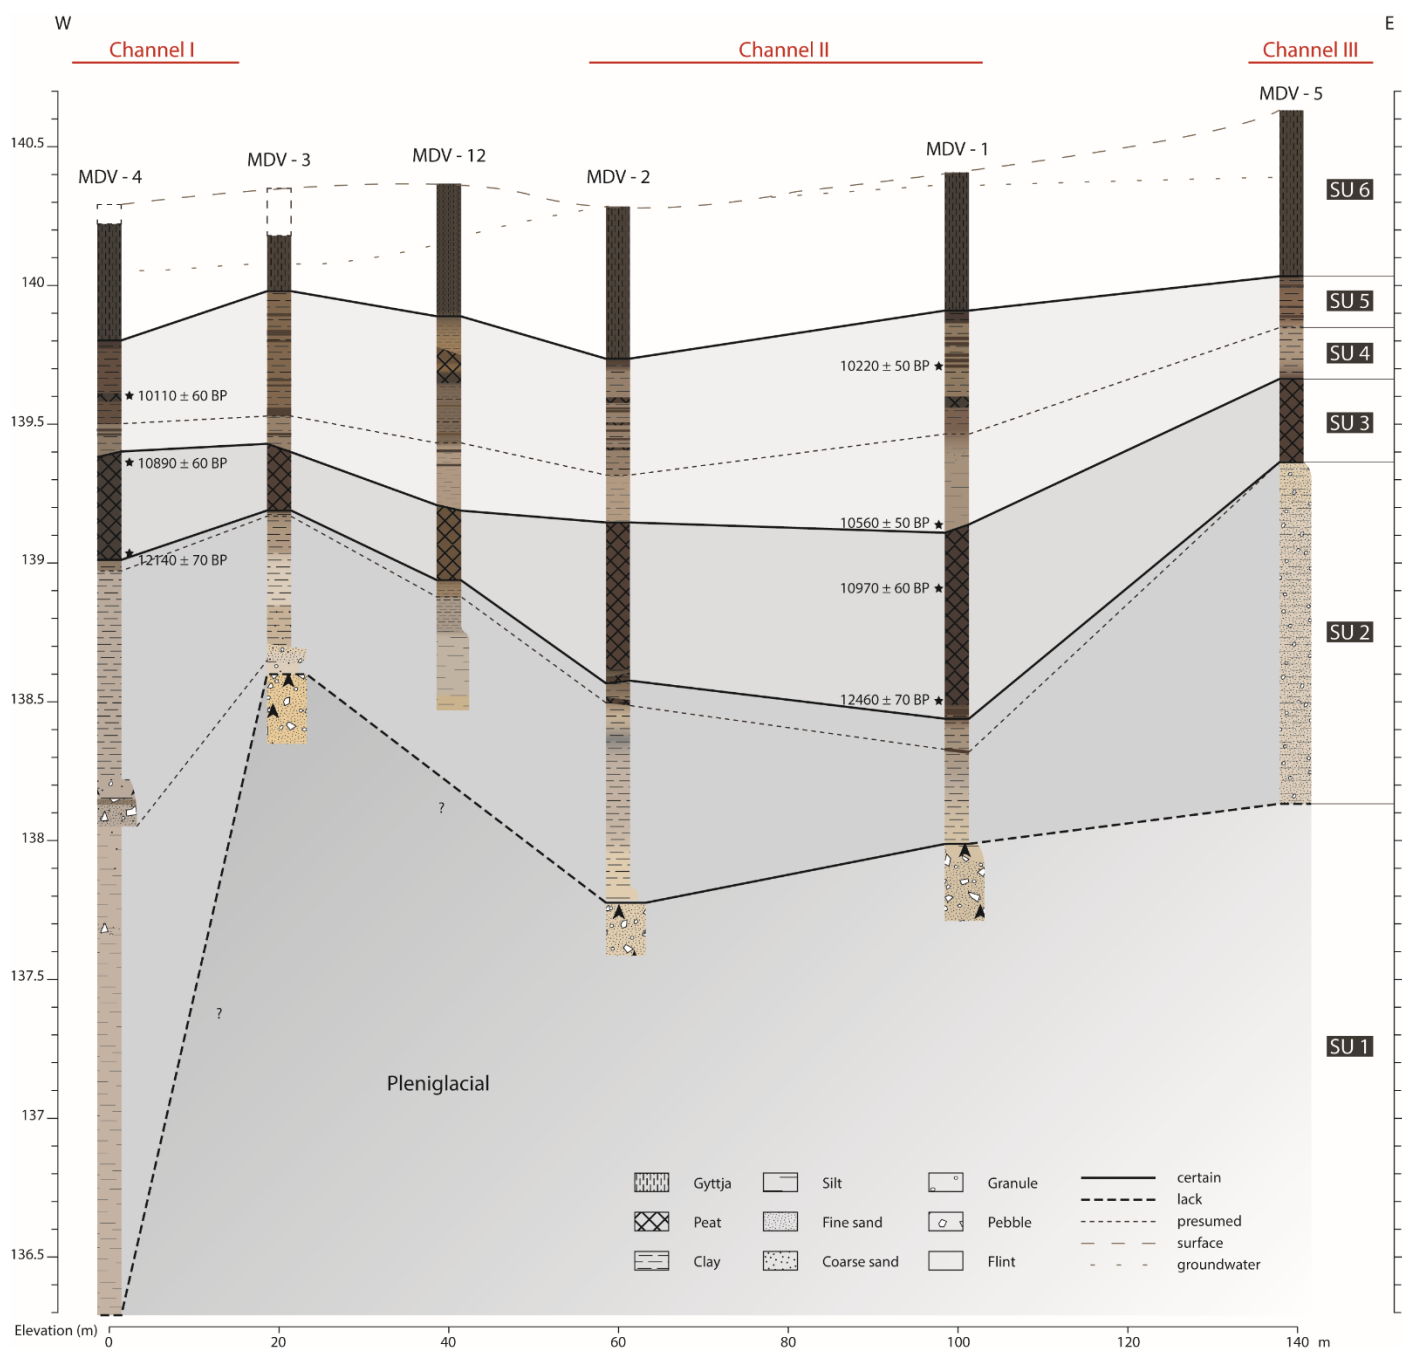 W
E
Channel I
Channel II
Channel III
MDV - 4
MDV - 3
MDV - 12
MDV - 2
MDV - 1
MDV - 5
140.5
140
139.5
139
138.5
138
137.5
137
136.5
10110 ± 60 BP
10890 ± 60 BP
12140 ± 70 BP
10220 ± 50 BP
10560 ± 50 BP
10970 ± 60 BP
12460 ± 70 BP
SU 6
SU 5
SU 4
SU 3
SU 2
SU 1
?
?
Pleniglacial
Gyttja
Silt
Granule
Peat
Fine sand
Pebble
Clay
Coarse sand
Flint
certain
lack
presumed
surface
groundwater
Elevation (m)
0 20 40 60 80 100 120 140 m